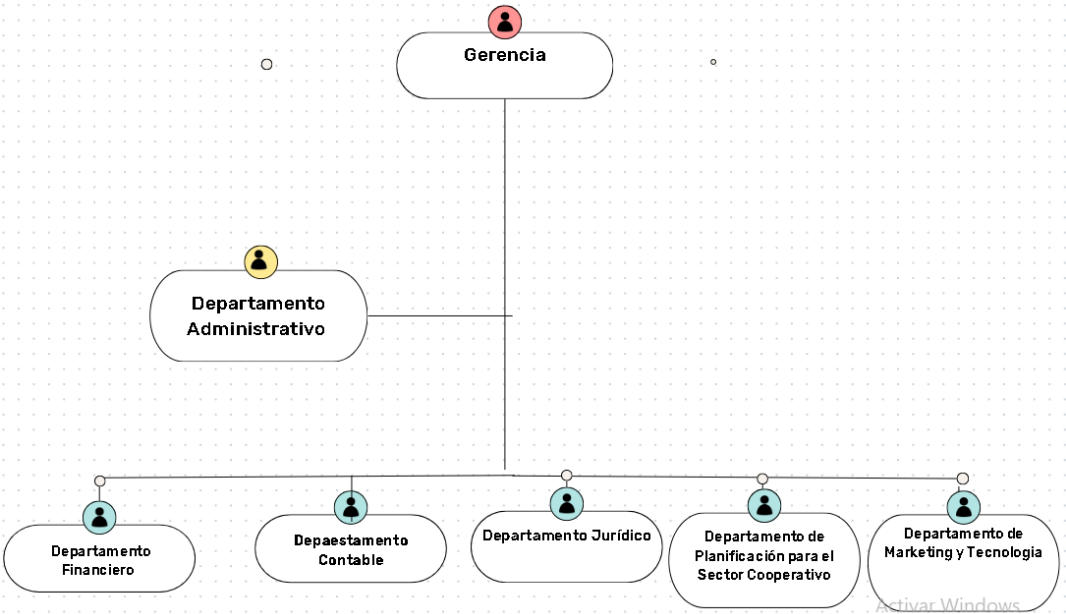 Gerencia
Departamento
Administrativo
Departamento
Financiero
Depaestamento
Contable
Departamento Jurídico
Departamento de
Planificación para el
Sector Cooperativo
Departamento de
Marketing y Tecnologia
Activar Windows